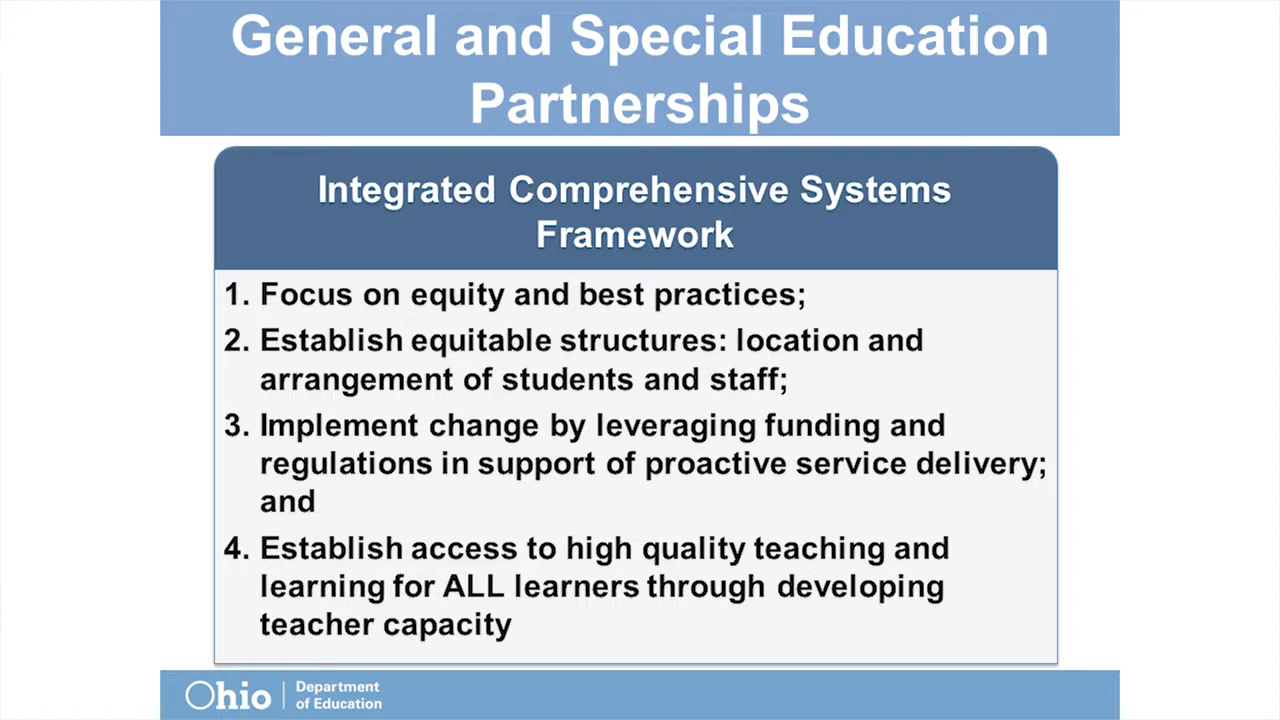 General and Special Education
Partnerships
Integrated Comprehensive Systems
Framework
1. Focus on equity and best practices;
2. Establish equitable structures: location and
arrangement of students and staff;
3. Implement change by leveraging funding and
regulations in support of proactive service delivery;
and
4. Establish access to high quality teaching and
learning for ALL learners through developing
teacher capacity
Ohio
Department
of Education